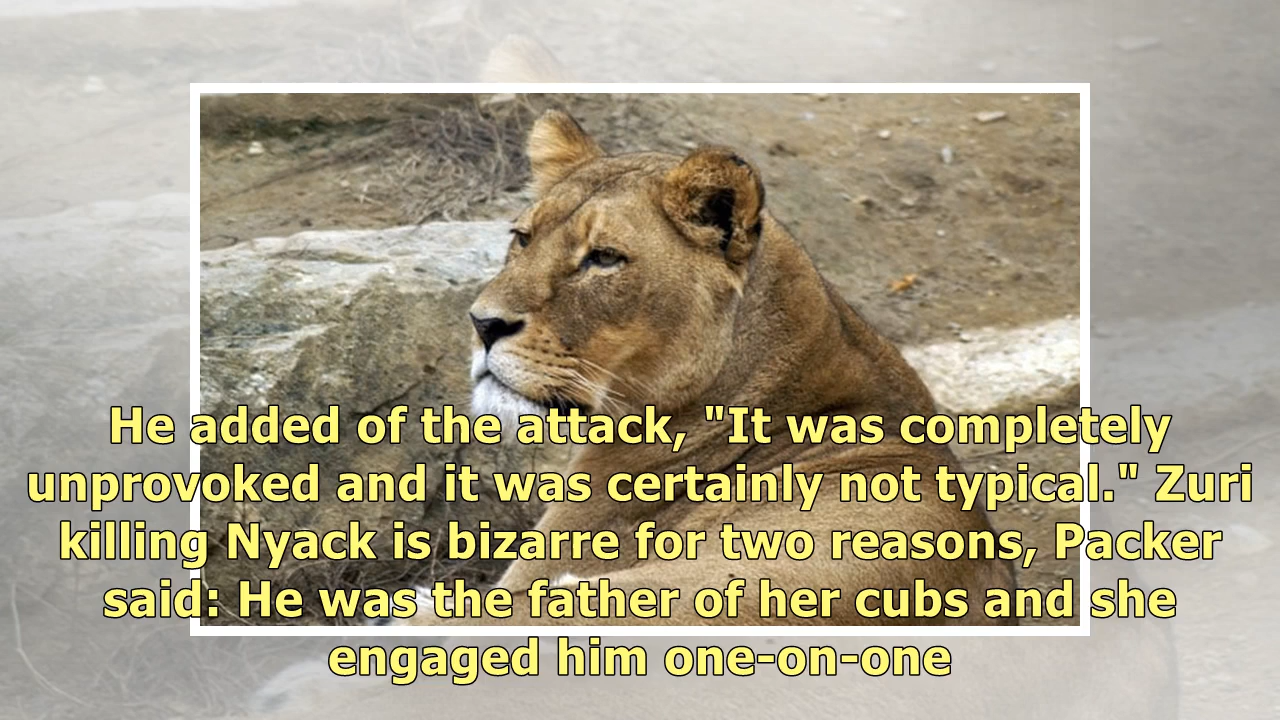 He added of the attack, "It was completely
unprovoked and it was certainly not typical." Zuri
killing Nyack is bizarre for two reasons, Packer
said: He was the father of her cubs and she
engaged him one-on-one